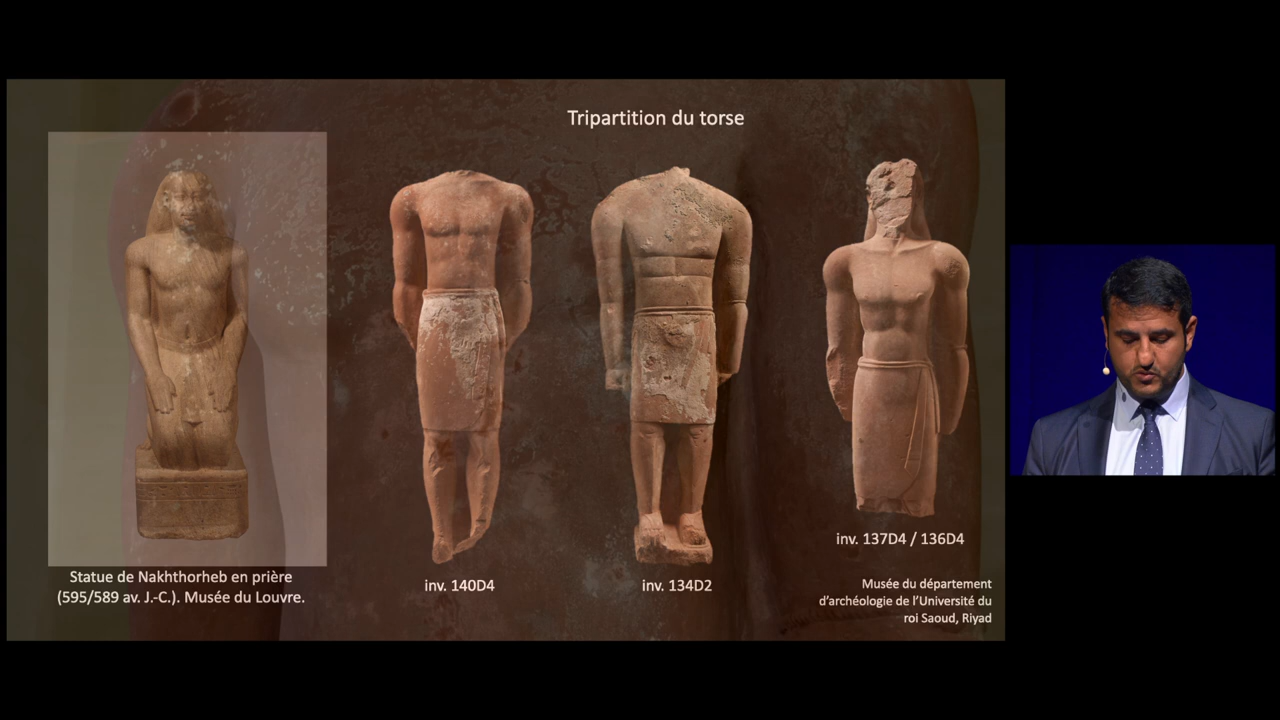 Tripartition du torse
Statue de Nakhthorheb en prière
(595/589 av. J.-C.). Musée du Louvre.
inv. 140D4
inv. 134D2
inv. 137D4 / 136D4
Musée du département
d'archéologie de l'Université du
roi Saoud, Riyad